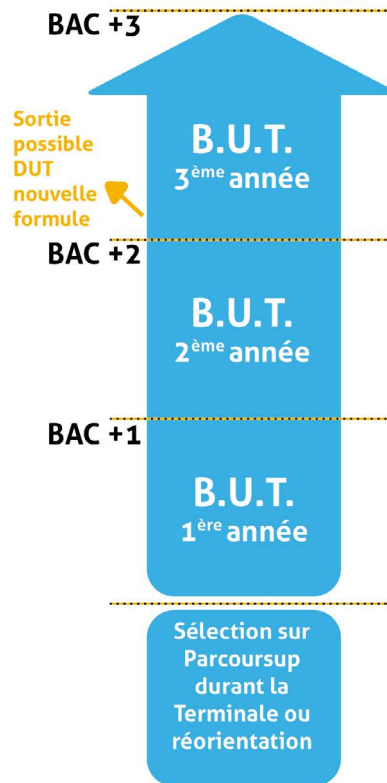 BAC +3
B.U.T.
3ème année
Sortie
possible
DUT
nouvelle
formule
BAC +2
B.U.T.
2ème année
BAC +1
B.U.T.
1ère année
Sélection sur
Parcoursup
durant la
Terminale ou
réorientation